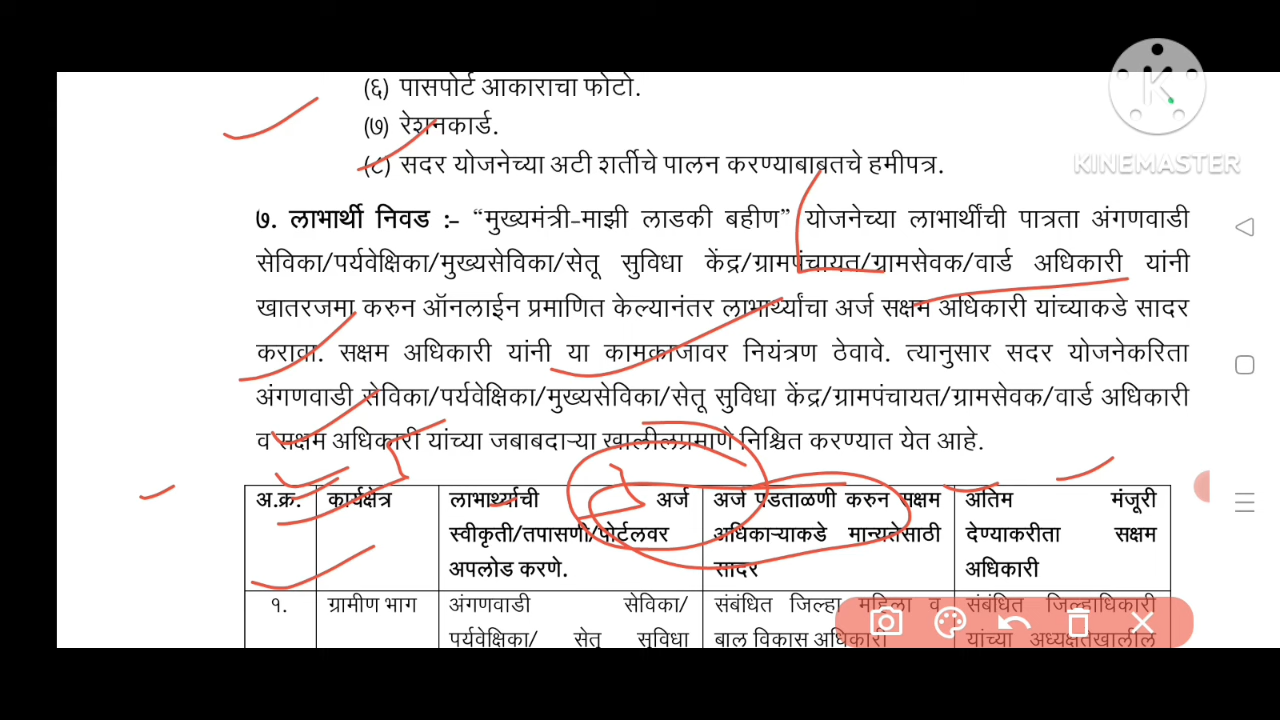 (६) पासपोर्ट आकाराचा फोटो.
(७) रेशनकार्ड.
(८) सदर योजनेच्या अटी शर्तीचे पालन करण्याबाबतचे हमीपत्र.
KINEMASTER
७. लाभार्थी निवड :- “मुख्यमंत्री-माझी लाडकी बहीण” योजनेच्या लाभार्थींची पात्रता अंगणवाडी
सेविका/पर्यवेक्षिका/मुख्यसेविका/सेतू सुविधा केंद्र/ग्रामपंचायत/ग्रामसेवक/वार्ड अधिकारी यांनी
खातरजमा करुन ऑनलाईन प्रमाणित केल्यानंतर लाभार्थ्यांचा अर्ज सक्षम अधिकारी यांच्याकडे सादर
करावा. सक्षम अधिकारी यांनी या कामकाजावर नियंत्रण ठेवावे. त्यानुसार सदर योजनेकरिता
अंगणवाडी सेविका/पर्यवेक्षिका/मुख्यसेविका/सेतू सुविधा केंद्र/ग्रामपंचायत/ग्रामसेवक/वार्ड अधिकारी
व सक्षम अधिकारी यांच्या जबाबदाऱ्या खालीलप्रमाणे निश्चित करण्यात येत आहे.
अ.क्र. कार्यक्षेत्र लाभार्थ्यांची अर्ज अर्ज पडताळणी करुन सक्षम अंतिम मंजूरी
स्वीकृती/तपासणी/पोर्टलवर अधिकाऱ्याकडे मान्यतेसाठी देण्याकरीता सक्षम
अपलोड करणे. सादर अधिकारी
१. ग्रामीण भाग अंगणवाडी सेविका/ संबंधित जिल्हा महिला व संबंधित जिल्हाधिकारी
पर्यवेक्षिका/ सेतू सुविधा बाल विकास अधिकारी यांच्या अध्यक्षतेखालील